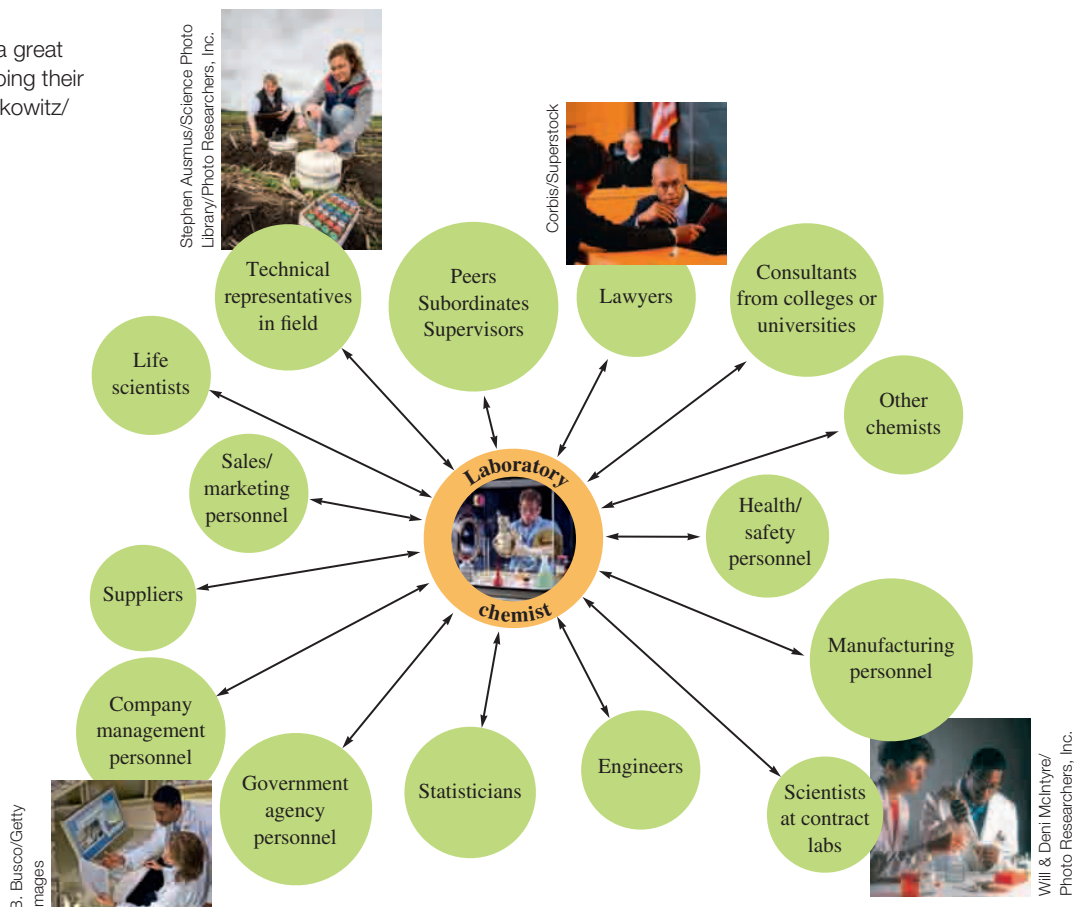 a great
bing their
kowitz/
Stephen Ausmus/Science Photo
Library/Photo Researchers, Inc.
Corbis/Superstock
Technical
representatives
in field
Peers
Subordinates
Supervisors
Lawyers
Consultants
from colleges or
universities
Life
scientists
Other
chemists
Sales/
marketing
personnel
Laboratory
chemist
Health/
safety
personnel
Suppliers
Manufacturing
personnel
Company
management
personnel
Government
agency
personnel
Statisticians
Engineers
Scientists
at contract
labs
B. Busco/Getty
mages
Will & Deni McIntyre/
Photo Researchers, Inc.